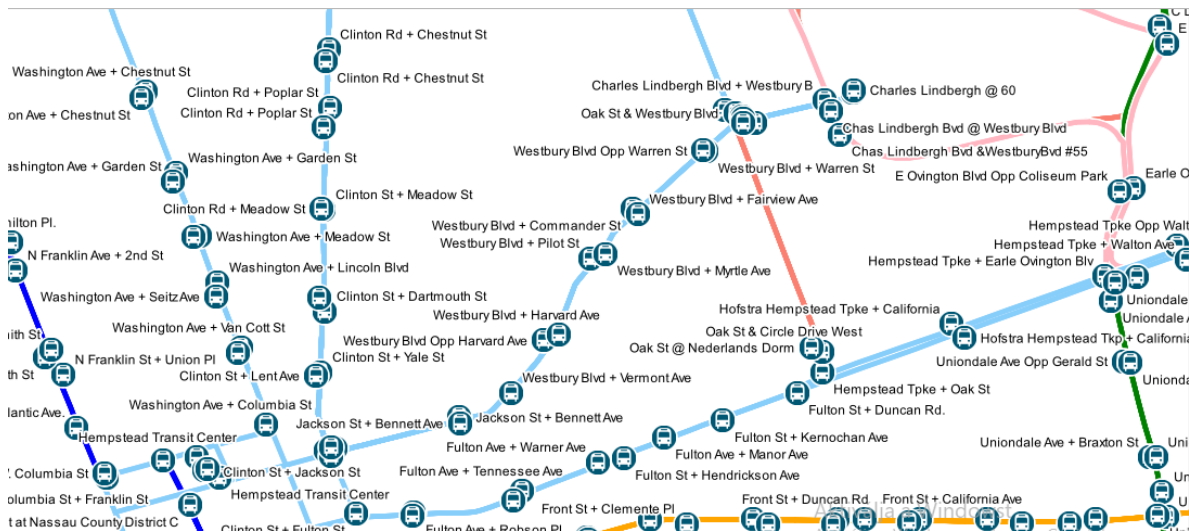 C D
E
Clinton Rd + Chestnut St
Washington Ave + Chestnut St
Clinton Rd + Chestnut St
Charles Lindbergh Blvd + Westbury B
Charles Lindbergh @ 60
Clinton Rd + Poplar St
on Ave + Chestnut St
Clinton Rd + Poplar St
Oak St & Westbury Blvd
Chas Lindbergh Bvd @ Westbury Blvd
Westbury Blvd Opp Warren St
Chas Lindbergh Bvd &WestburyBvd #55
ashington Ave + Garden St
Washington Ave + Garden St
Westbury Blvd + Warren St
E Ovington Blvd Opp Coliseum Park
Earle O
Clinton St + Meadow St
Westbury Blvd + Fairview Ave
Clinton Rd + Meadow St
milton Pl.
Westbury Blvd + Commander St
Hempstead Tpke Opp Walt
Washington Ave + Meadow St
Westbury Blvd + Pilot St
Hempstead Tpke + Walton Ave
N Franklin Ave + 2nd St
Hempstead Tpke + Earle Ovington Blv
Washington Ave + Lincoln Blvd
Westbury Blvd + Myrtle Ave
Washington Ave + Seitz Ave
Clinton St + Dartmouth St
Uniondale
Hofstra Hempstead Tpke + California
Westbury Blvd + Harvard Ave
Uniondale A
Washington Ave + Van Cott St
Oak St & Circle Drive West
mith St
Westbury Blvd Opp Harvard Ave
Hofstra Hempstead Tkp + California
Oak St @ Nederlands Dorm
N Franklin St + Union Pl
Clinton St + Yale St
Uniondale Ave Opp Gerald St
th St
Clinton St + Lent Ave
Westbury Blvd + Vermont Ave
Unionda
Hempstead Tpke + Oak St
Washington Ave + Columbia St
Fulton St + Duncan Rd.
lantic Ave.
Jackson St + Bennett Ave
Jackson St + Bennett Ave
Hempstead Transit Center
Fulton St + Kernochan Ave
Fulton Ave + Warner Ave
Fulton Ave + Manor Ave
Uniondale Ave + Braxton St
Uni
. Columbia St
Clinton St + Jackson St
Fulton Ave + Tennessee Ave
Fulton St + Hendrickson Ave
Un
olumbia St + Franklin St
Hempstead Transit Center
Front St + Duncan Rd
Front St + California Ave
Un
Front St + Clemente Pl
t at Nassau County District C
Clinton St + Fulton St
Fulton Ave + Robson Pl